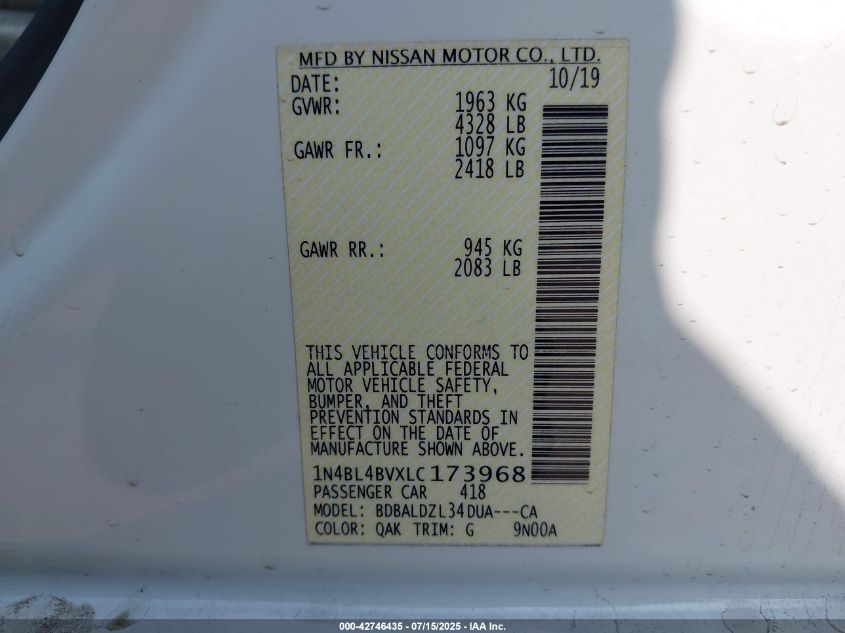 MFD BY NISSAN MOTOR CO., LTD.
DATE: 10/19
GVWR: 1963 KG
4328 LB
GAWR FR.: 1097 KG
2418 LB
GAWR RR.: 945 KG
2083 LB
THIS VEHICLE CONFORMS TO
ALL APPLICABLE FEDERAL
MOTOR VEHICLE SAFETY,
BUMPER, AND THEFT
PREVENTION STANDARDS IN
EFFECT ON THE DATE OF
MANUFACTURE SHOWN ABOVE.
1N4BL4BVXLC173968
PASSENGER CAR 418
MODEL: BDBALDZL34DUA---CA
COLOR: QAK TRIM: G 9N00A
000-42746435 - 07/15/2025 - IAA Inc.